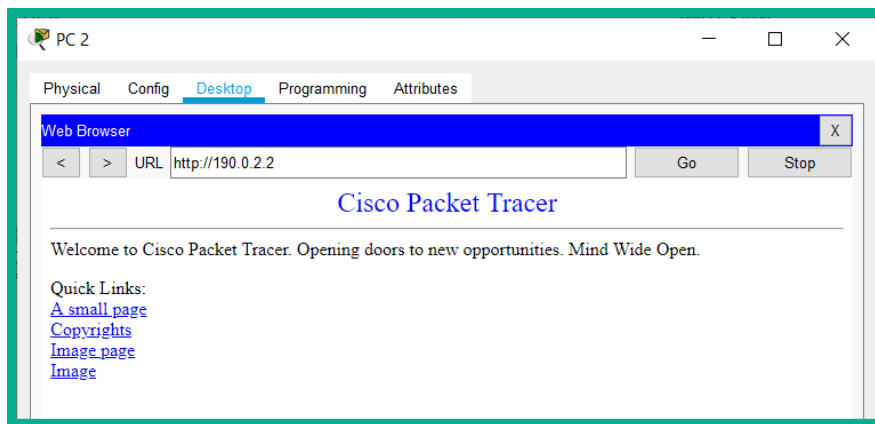 PC 2
Physical Config Desktop Programming Attributes
Web Browser X
< > URL http://190.0.2.2 Go Stop
Cisco Packet Tracer
Welcome to Cisco Packet Tracer. Opening doors to new opportunities. Mind Wide Open.
Quick Links:
A small page
Copyrights
Image page
Image